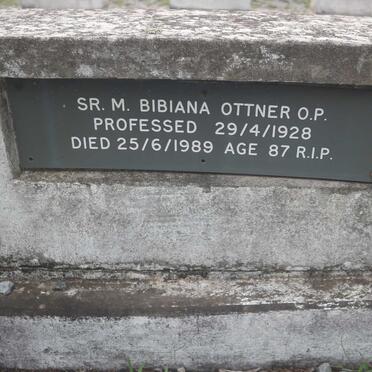 SR. M. BIBIANA OTTNER O.P.
PROFESSED 29/4/1928
DIED 25/6/1989 AGE 87 R.I.P.